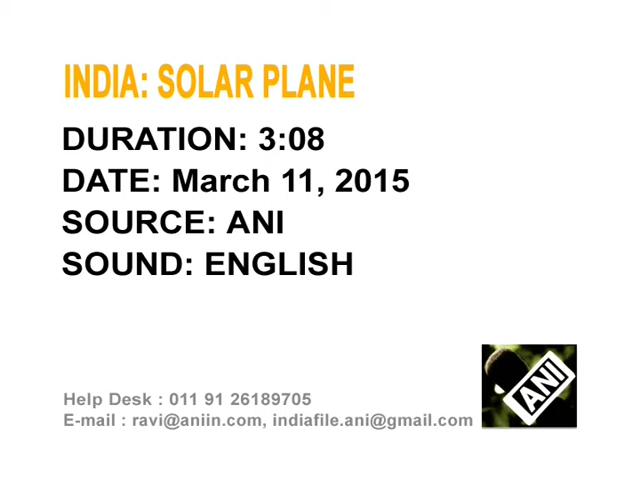 INDIA: SOLAR PLANE
DURATION: 3:08
DATE: March 11, 2015
SOURCE: ANI
SOUND: ENGLISH
ANI
Help Desk : 011 91 26189705
E-mail : ravi@aniin.com, indiafile.ani@gmail.com